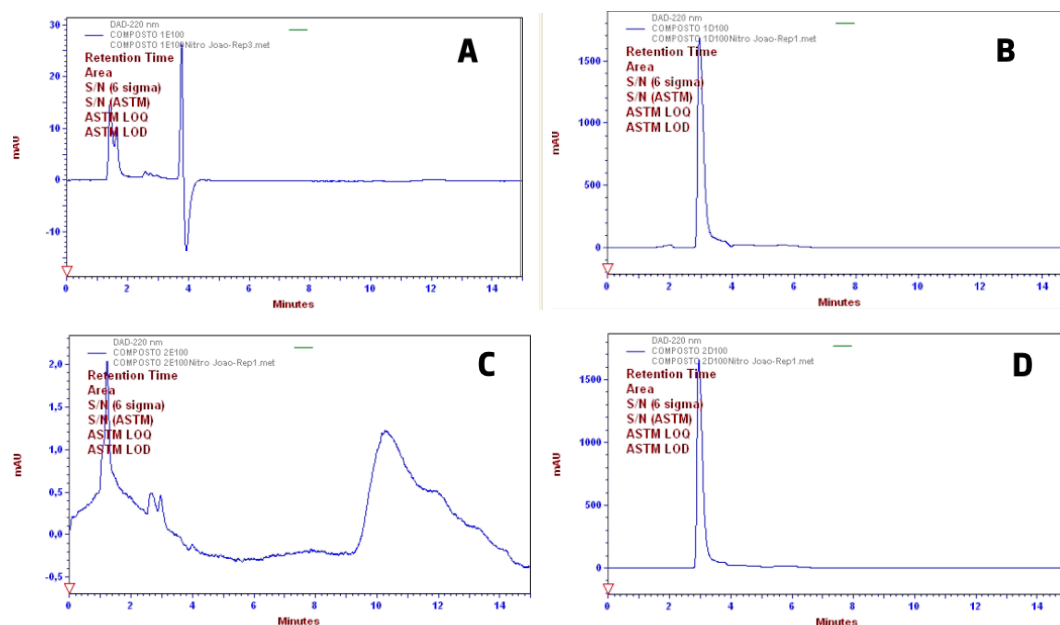 DAD-220 nm
COMPOSTO 1E100
COMPOSTO 1E100Nitro Joao-Rep3.met
Retention Time
Area
S/N (6 sigma)
S/N (ASTM)
ASTM LOQ
ASTM LOD
A
30
20
10
0
-10
mAU
0 2 4 6 8 10 12 14
Minutes
DAD-220 nm
COMPOSTO 1D100
COMPOSTO 1D100Nitro Joao-Rep1.met
Retention Time
Area
S/N (6 sigma)
S/N (ASTM)
ASTM LOQ
ASTM LOD
B
1500
1000
500
0
mAU
0 2 4 6 8 10 12 14
Minutes
DAD-220 nm
COMPOSTO 2E100
COMPOSTO 2E100Nitro Joao-Rep1.met
Retention Time
Area
S/N (6 sigma)
S/N (ASTM)
ASTM LOQ
ASTM LOD
C
2,0
1,5
1,0
0,5
0,0
-0,5
mAU
0 2 4 6 8 10 12 14
Minutes
DAD-220 nm
COMPOSTO 2D100
COMPOSTO 2D100Nitro Joao-Rep1.met
Retention Time
Area
S/N (6 sigma)
S/N (ASTM)
ASTM LOQ
ASTM LOD
D
1500
1000
500
0
mAU
0 2 4 6 8 10 12 14
Minutes